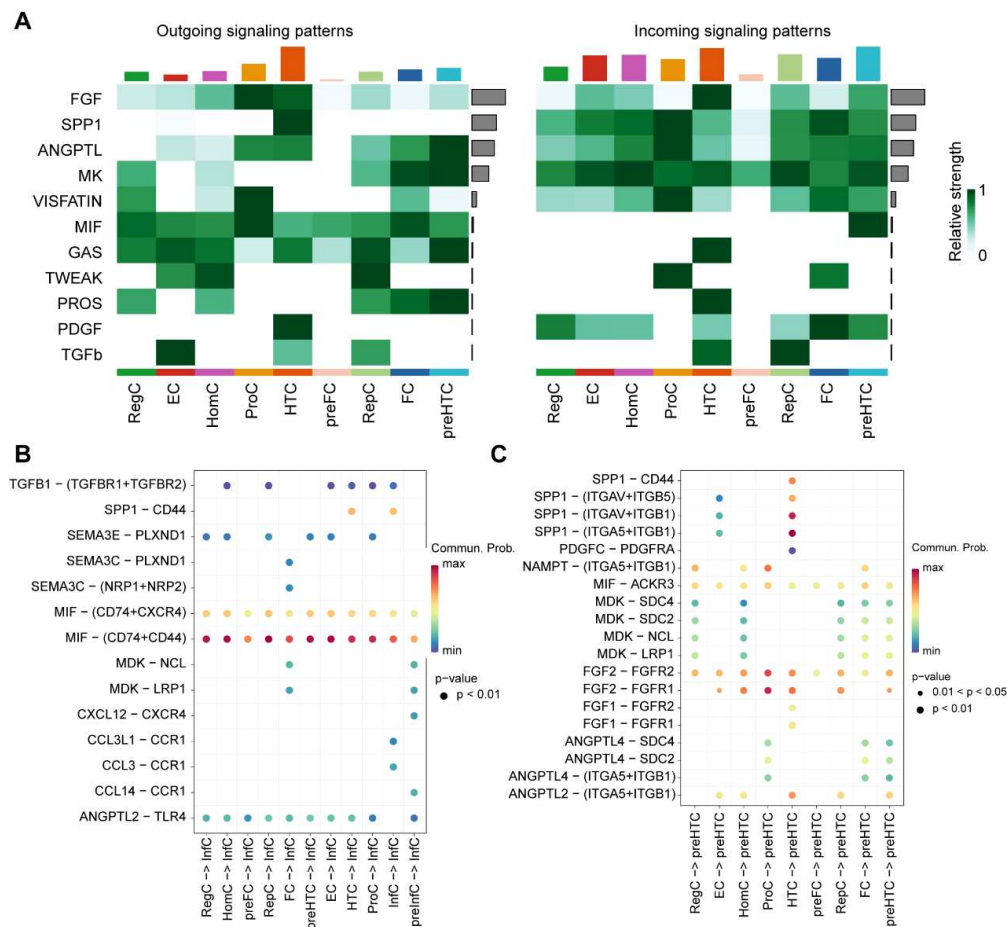 A
Outgoing signaling patterns
Incoming signaling patterns
FGF
SPP1
ANGPTL
MK
VISFATIN
MIF
GAS
TWEAK
PROS
PDGF
TGFb
Relative strength
1
0
RegC
EC
HomC
ProC
HTC
preFC
RepC
FC
preHTC
RegC
EC
HomC
ProC
HTC
preFC
RepC
FC
preHTC
B
TGFB1 − (TGFBR1+TGFBR2)
SPP1 − CD44
SEMA3E − PLXND1
SEMA3C − PLXND1
SEMA3C − (NRP1+NRP2)
MIF − (CD74+CXCR4)
MIF − (CD74+CD44)
MDK − NCL
MDK − LRP1
CXCL12 − CXCR4
CCL3L1 − CCR1
CCL3 − CCR1
CCL14 − CCR1
ANGPTL2 − TLR4
RegC −> InfC
HomC −> InfC
preFC −> InfC
RepC −> InfC
FC −> InfC
preHTC −> InfC
EC −> InfC
HTC −> InfC
ProC −> InfC
InfC −> InfC
preInfC −> InfC
Commun. Prob.
max
min
p−value
p < 0.01
C
SPP1 − CD44
SPP1 − (ITGAV+ITGB5)
SPP1 − (ITGAV+ITGB1)
SPP1 − (ITGA5+ITGB1)
PDGFC − PDGFRA
NAMPT − (ITGA5+ITGB1)
MIF − ACKR3
MDK − SDC4
MDK − SDC2
MDK − NCL
MDK − LRP1
FGF2 − FGFR2
FGF2 − FGFR1
FGF1 − FGFR2
FGF1 − FGFR1
ANGPTL4 − SDC4
ANGPTL4 − SDC2
ANGPTL4 − (ITGA5+ITGB1)
ANGPTL2 − (ITGA5+ITGB1)
RegC −> preHTC
EC −> preHTC
HomC −> preHTC
ProC −> preHTC
HTC −> preHTC
preFC −> preHTC
RepC −> preHTC
FC −> preHTC
preHTC −> preHTC
Commun. Prob.
max
min
p−value
0.01 < p < 0.05
p < 0.01